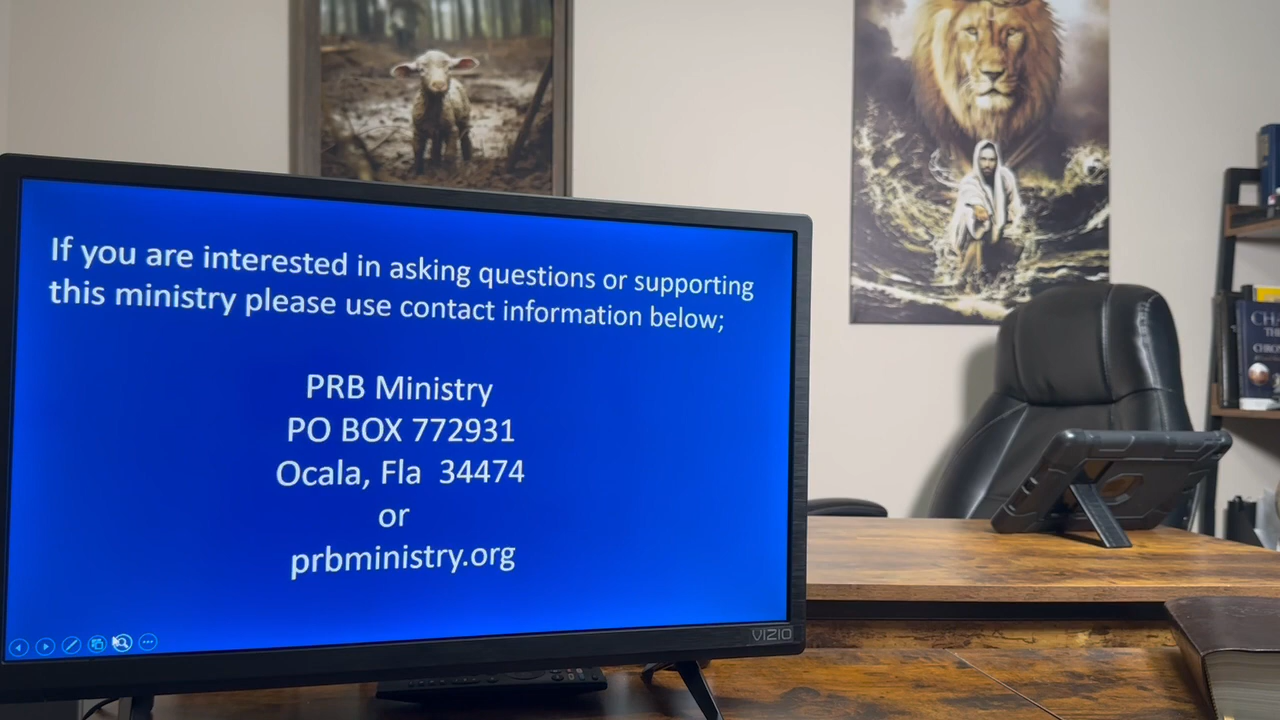 If you are interested in asking questions or supporting
this ministry please use contact information below;
PRB Ministry
PO BOX 772931
Ocala, Fla 34474
or
prbministry.org
VIZIO